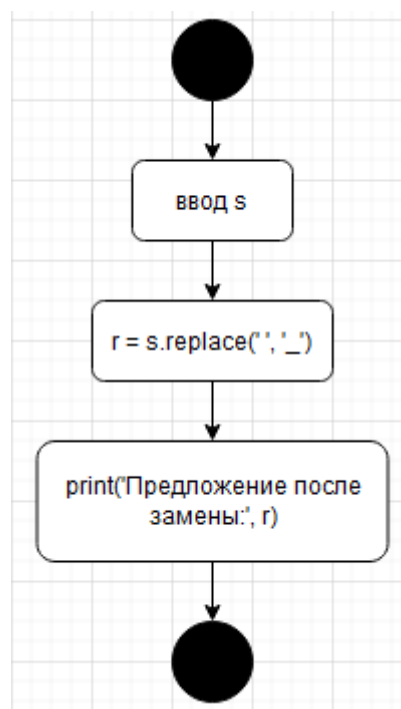 ввод s
r = s.replace(' ', '_')
print('Предложение после
замены:', r)